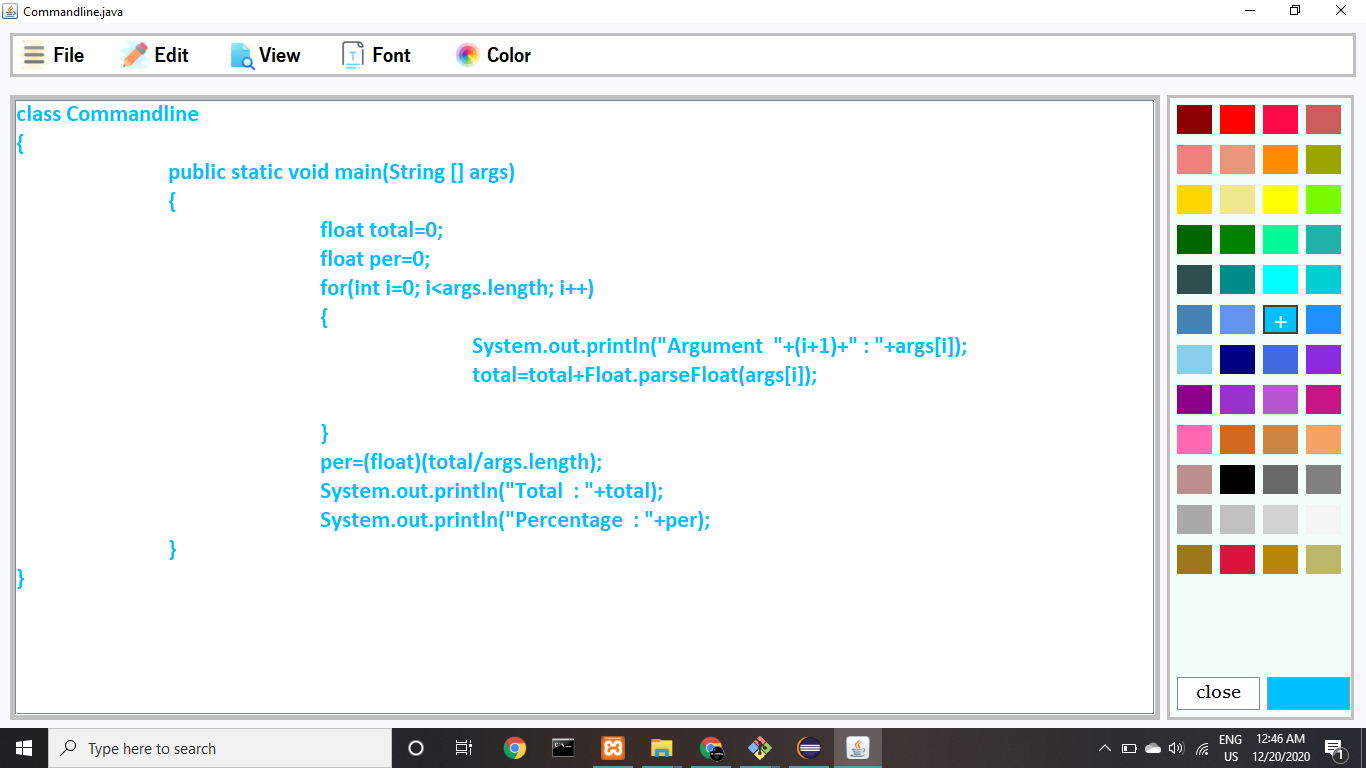 Commandline.java
File Edit View Font Color
class Commandline
{
public static void main(String [] args)
{
float total=0;
float per=0;
for(int i=0; i<args.length; i++)
{
System.out.println("Argument  "+(i+1)+" : "+args[i]);
total=total+Float.parseFloat(args[i]);
}
per=(float)(total/args.length);
System.out.println("Total  : "+total);
System.out.println("Percentage  : "+per);
}
}
+
close
Type here to search
ENG 12:46 AM
US 12/20/2020
1